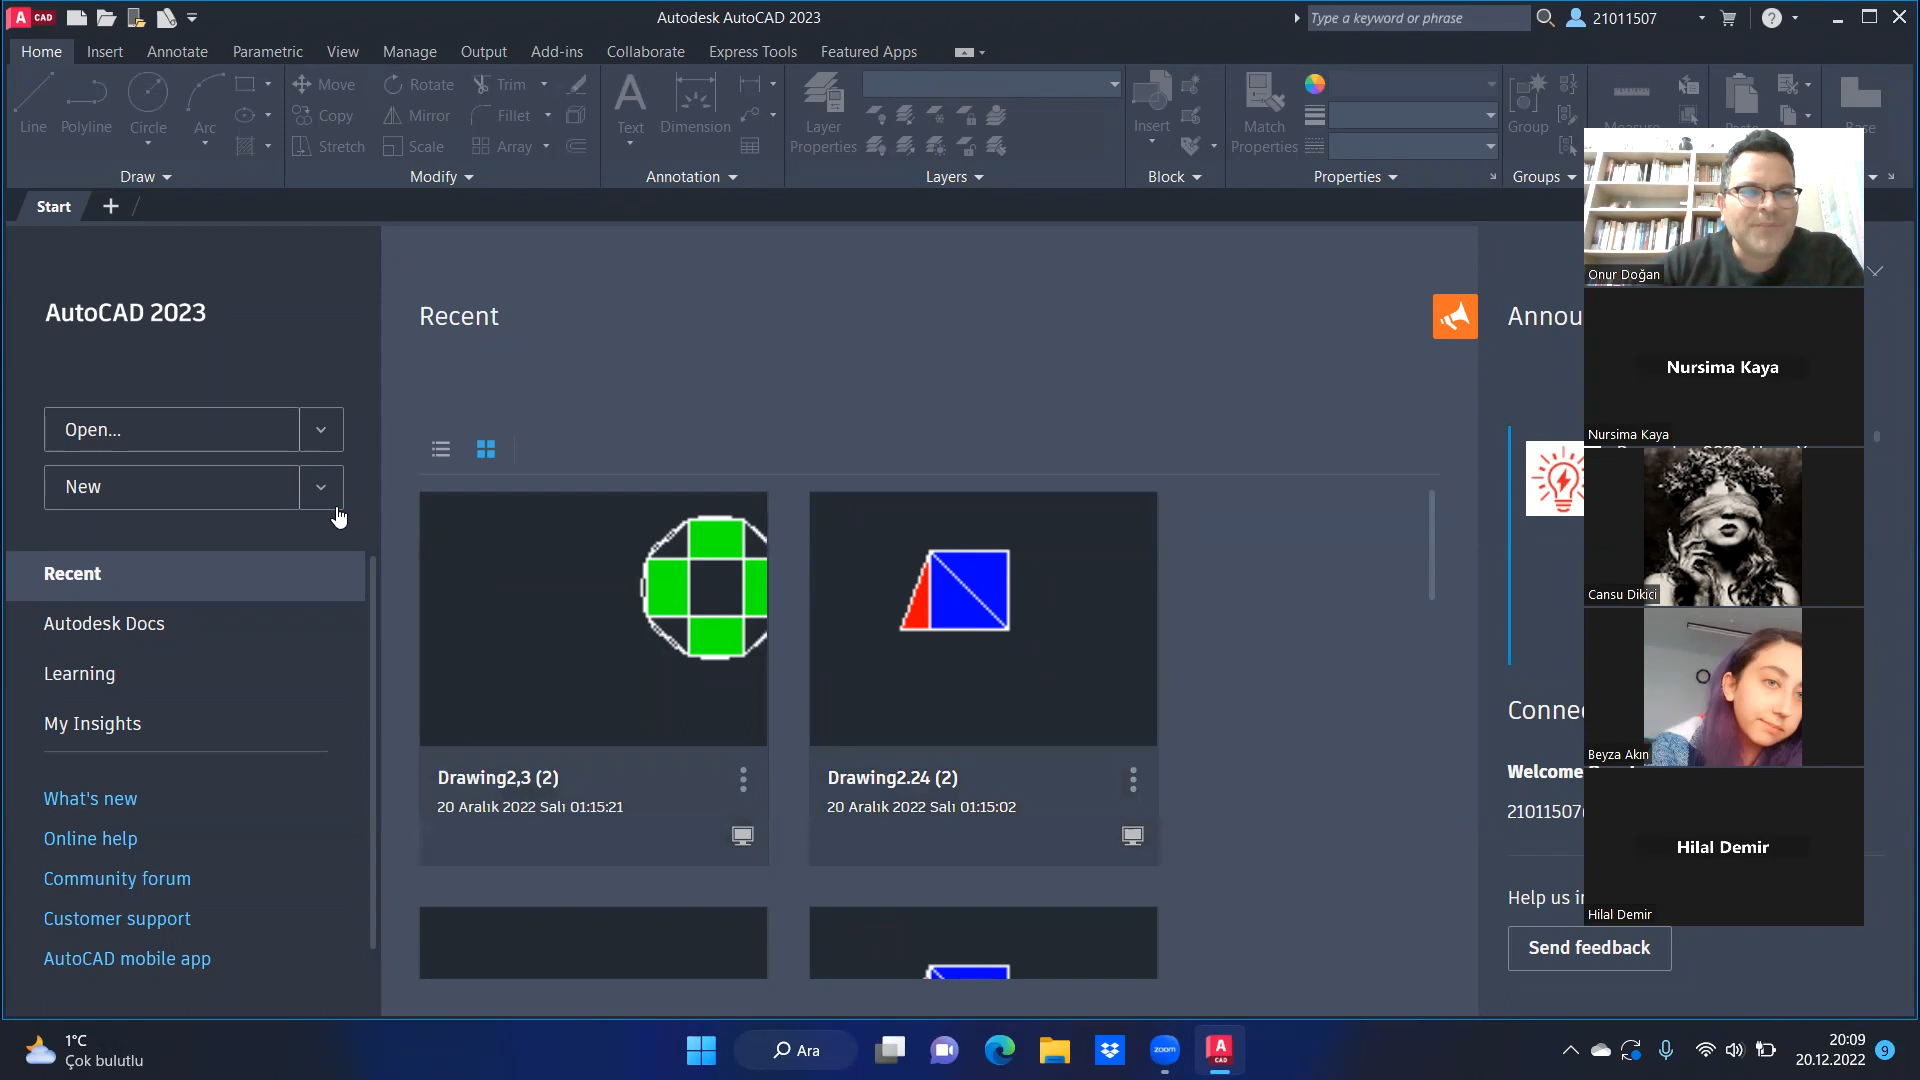 A CAD
Autodesk AutoCAD 2023
Type a keyword or phrase
21011507
Home Insert Annotate Parametric View Manage Output Add-ins Collaborate Express Tools Featured Apps
Line Polyline Circle Arc
Move Rotate Trim
Copy Mirror Fillet
Stretch Scale Array
Text Dimension
Layer
Properties
Insert
Match
Properties
Group
Draw Modify Annotation Layers Block Properties Groups
Start
AutoCAD 2023
Open...
New
Recent
Autodesk Docs
Learning
My Insights
What's new
Online help
Community forum
Customer support
AutoCAD mobile app
Recent
Drawing2,3 (2)
20 Aralık 2022 Salı 01:15:21
Drawing2.24 (2)
20 Aralık 2022 Salı 01:15:02
Annou
Conne
Welcome
2101150
Help us i
Send feedback
Onur Doğan
Nursima Kaya
Nursima Kaya
Cansu Dikici
Beyza Akın
Hilal Demir
Hilal Demir
1°C
Çok bulutlu
Ara
zoom
A CAD
20:09
20.12.2022
9